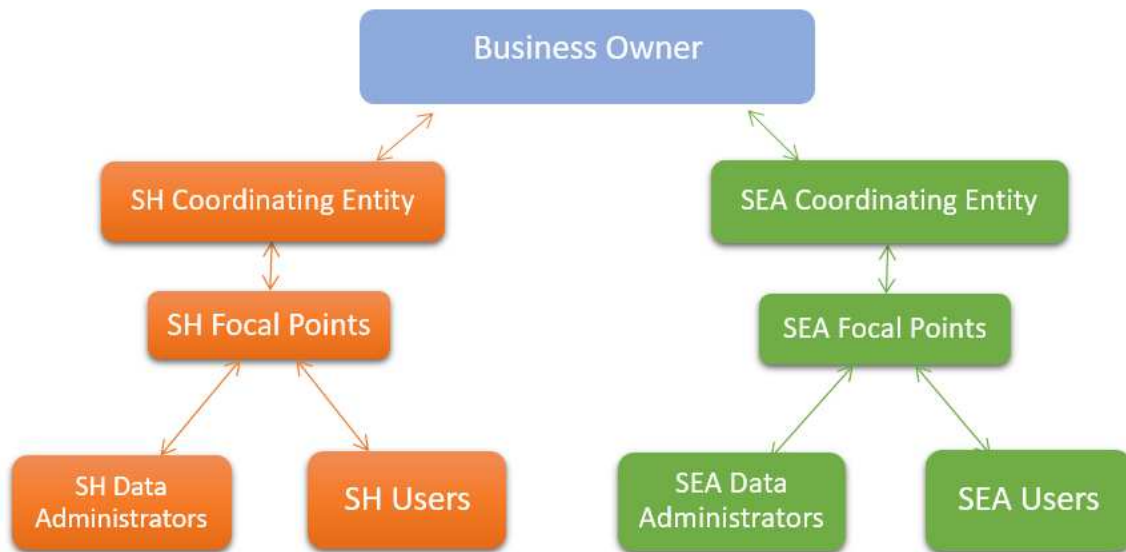 Business Owner
SH Coordinating Entity
SEA Coordinating Entity
SH Focal Points
SEA Focal Points
SH Data
Administrators
SH Users
SEA Data
Administrators
SEA Users